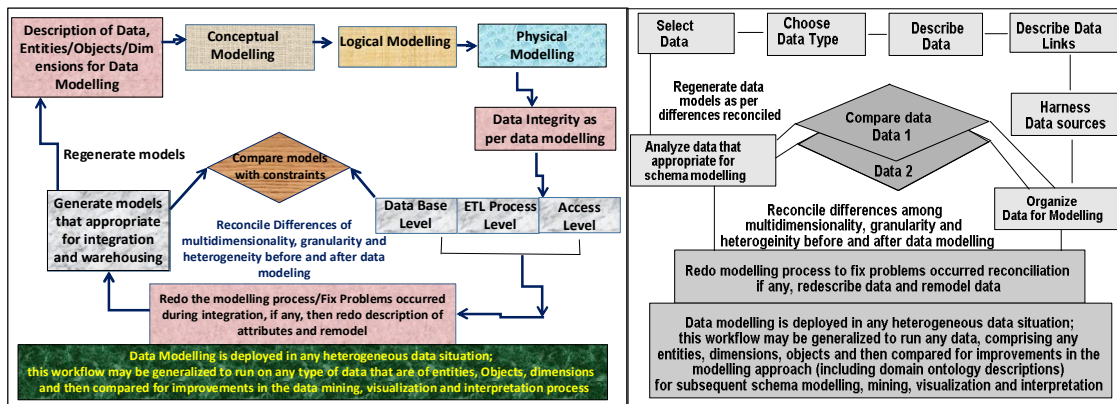 Description of Data,
Entities/Objects/Dim
ensions for Data
Modelling
Conceptual
Modelling
Logical Modelling
Physical
Modelling
Data Integrity as
per data modelling
Regenerate models
Compare models
with constraints
Generate models
that appropriate
for integration
and warehousing
Data Base
Level
ETL Process
Level
Access
Level
Reconcile Differences of
multidimensionality, granularity and
heterogeneity before and after data
modeling
Redo the modelling process/Fix Problems occurred
during integration, if any, then redo description of
attributes and remodel
Data Modelling is deployed in any heterogeneous data situation;
this workflow may be generalized to run on any type of data that are of entities, Objects, dimensions
and then compared for improvements in the data mining, visualization and interpretation process
Select
Data
Choose
Data Type
Describe
Data
Describe Data
Links
Regenerate data
models as per
differences reconciled
Compare data
Data 1
Data 2
Harness
Data sources
Analyze data that
appropriate for
schema modelling
Organize
Data for Modelling
Reconcile differences among
multidimensionality, granularity and
heterogeinity before and after data modelling
Redo modelling process to fix problems occurred reconciliation
if any, redescribe data and remodel data
Data modelling is deployed in any heterogeneous data situation;
this workflow may be generalized to run any data, comprising any
entities, dimensions, objects and then compared for improvements in the
modelling approach (including domain ontology descriptions)
for subsequent schema modelling, mining, visualization and interpretation